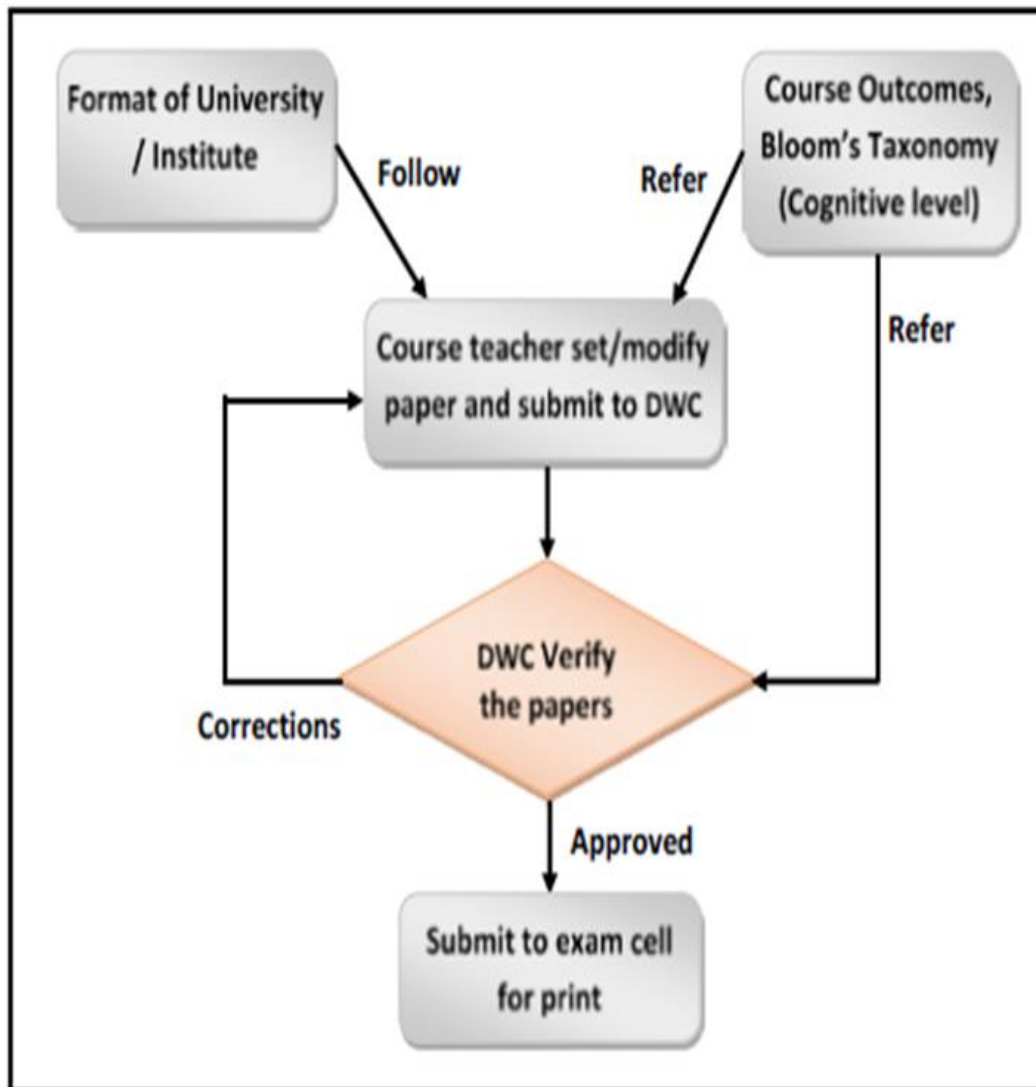 Format of University
/ Institute
Course Outcomes,
Bloom's Taxonomy
(Cognitive level)
Follow
Refer
Refer
Course teacher set/modify
paper and submit to DWC
DWC Verify
the papers
Corrections
Approved
Submit to exam cell
for print